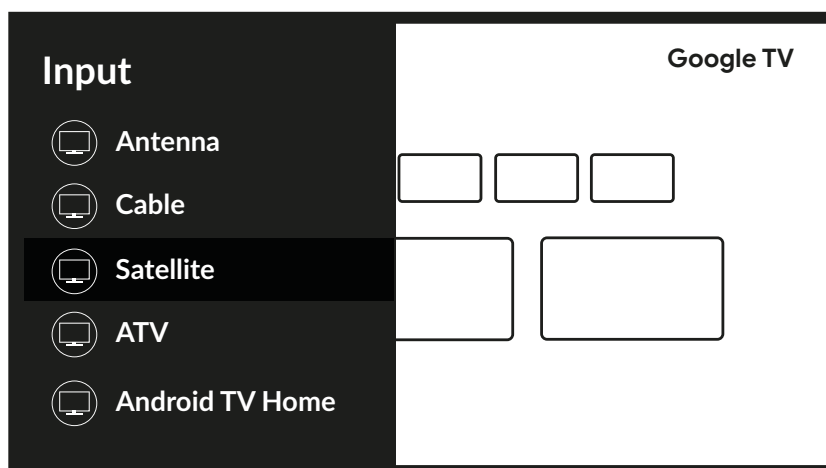 Input
Google TV
Antenna
Cable
Satellite
ATV
Android TV Home